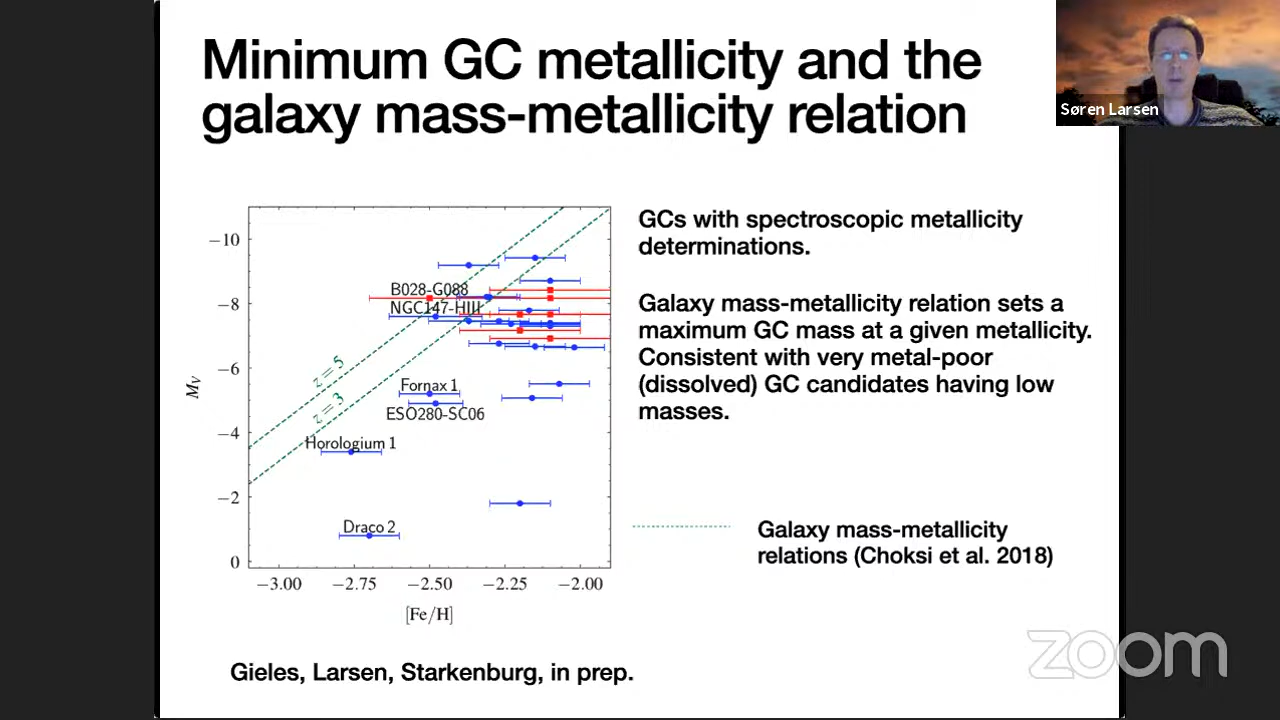 Minimum GC metallicity and the
galaxy mass-metallicity relation
Søren Larsen
GCs with spectroscopic metallicity
determinations.
Galaxy mass-metallicity relation sets a
maximum GC mass at a given metallicity.
Consistent with very metal-poor
(dissolved) GC candidates having low
masses.
−10
−8
−6
−4
−2
0
M_V
B028-G088
NGC147-HIII
z = 5
z = 3
Fornax 1
ESO280-SC06
Horologium 1
Draco 2
−3.00 −2.75 −2.50 −2.25 −2.00
[Fe/H]
Galaxy mass-metallicity
relations (Choksi et al. 2018)
Gieles, Larsen, Starkenburg, in prep.
zoom